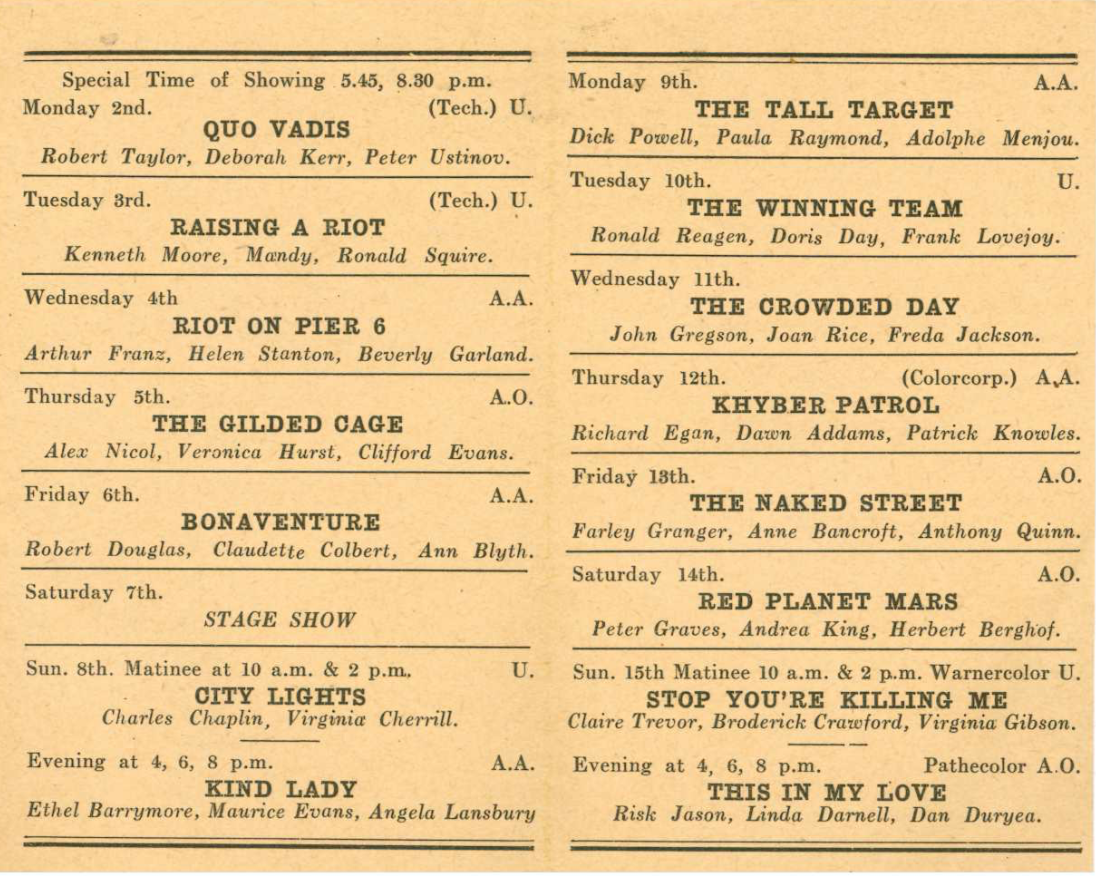 Special Time of Showing 5.45, 8.30 p.m.
Monday 2nd. (Tech.) U.
QUO VADIS
Robert Taylor, Deborah Kerr, Peter Ustinov.
Tuesday 3rd. (Tech.) U.
RAISING A RIOT
Kenneth Moore, Mandy, Ronald Squire.
Wednesday 4th A.A.
RIOT ON PIER 6
Arthur Franz, Helen Stanton, Beverly Garland.
Thursday 5th. A.O.
THE GILDED CAGE
Alex Nicol, Veronica Hurst, Clifford Evans.
Friday 6th. A.A.
BONAVENTURE
Robert Douglas, Claudette Colbert, Ann Blyth.
Saturday 7th.
STAGE SHOW
Sun. 8th. Matinee at 10 a.m. & 2 p.m. U.
CITY LIGHTS
Charles Chaplin, Virginia Cherrill.
Evening at 4, 6, 8 p.m. A.A.
KIND LADY
Ethel Barrymore, Maurice Evans, Angela Lansbury
Monday 9th. A.A.
THE TALL TARGET
Dick Powell, Paula Raymond, Adolphe Menjou.
Tuesday 10th. U.
THE WINNING TEAM
Ronald Reagen, Doris Day, Frank Lovejoy.
Wednesday 11th.
THE CROWDED DAY
John Gregson, Joan Rice, Freda Jackson.
Thursday 12th. (Colorcorp.) A.A.
KHYBER PATROL
Richard Egan, Dawn Addams, Patrick Knowles.
Friday 13th. A.O.
THE NAKED STREET
Farley Granger, Anne Bancroft, Anthony Quinn.
Saturday 14th. A.O.
RED PLANET MARS
Peter Graves, Andrea King, Herbert Berghof.
Sun. 15th Matinee 10 a.m. & 2 p.m. Warnercolor U.
STOP YOU'RE KILLING ME
Claire Trevor, Broderick Crawford, Virginia Gibson.
Evening at 4, 6, 8 p.m. Pathecolor A.O.
THIS IN MY LOVE
Risk Jason, Linda Darnell, Dan Duryea.